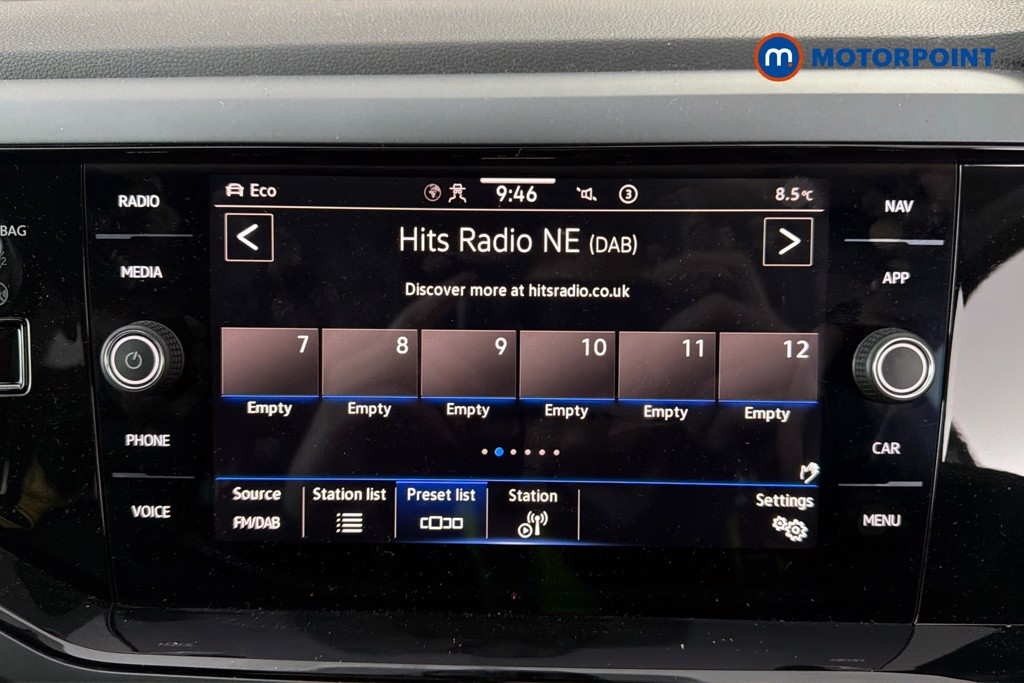 m MOTORPOINT
RADIO
MEDIA
PHONE
VOICE
BAG
Eco 9:46 3 8.5°C
< Hits Radio NE (DAB) >
Discover more at hitsradio.co.uk
7 8 9 10 11 12
Empty Empty Empty Empty Empty Empty
Source Station list Preset list Station Settings
FM/DAB
NAV
APP
CAR
MENU